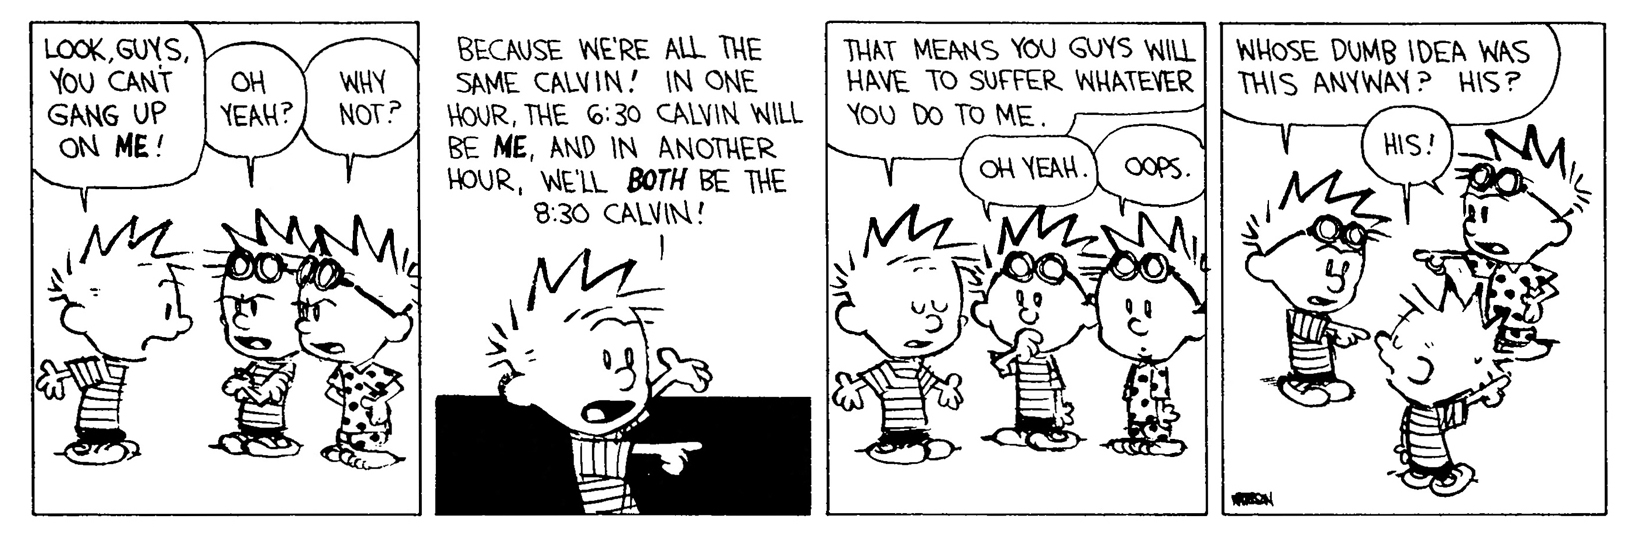 LOOK, GUYS,
YOU CAN'T
GANG UP
ON ME!
OH
YEAH?
WHY
NOT?
BECAUSE WE'RE ALL THE
SAME CALVIN! IN ONE
HOUR, THE 6:30 CALVIN WILL
BE ME, AND IN ANOTHER
HOUR, WE'LL BOTH BE THE
8:30 CALVIN!
THAT MEANS YOU GUYS WILL
HAVE TO SUFFER WHATEVER
YOU DO TO ME.
OH YEAH.
OOPS.
WHOSE DUMB IDEA WAS
THIS ANYWAY? HIS?
HIS!
WATTERSON